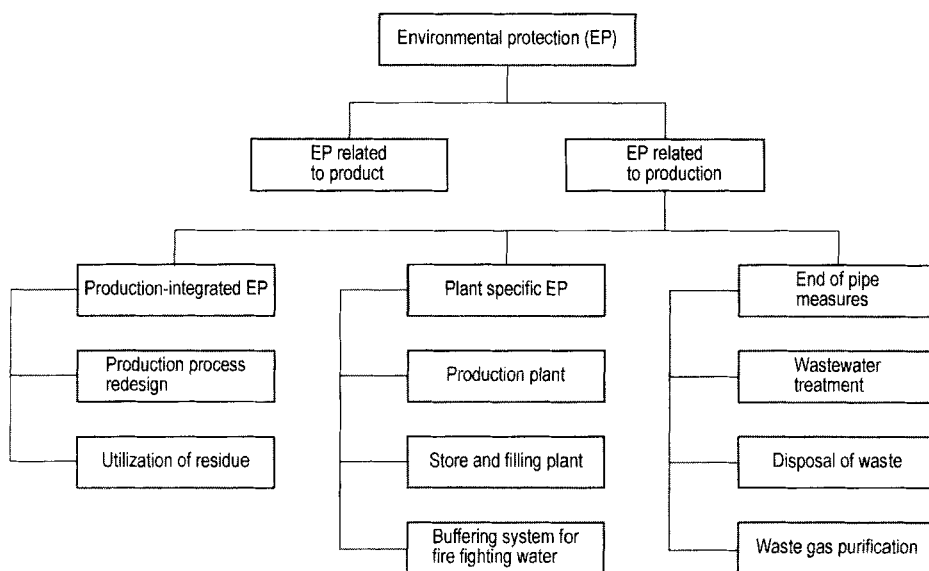 Environmental protection (EP)
EP related
to product
EP related
to production
Production-integrated EP
Plant specific EP
End of pipe
measures
Production process
redesign
Production plant
Wastewater
treatment
Utilization of residue
Store and filling plant
Disposal of waste
Buffering system for
fire fighting water
Waste gas purification